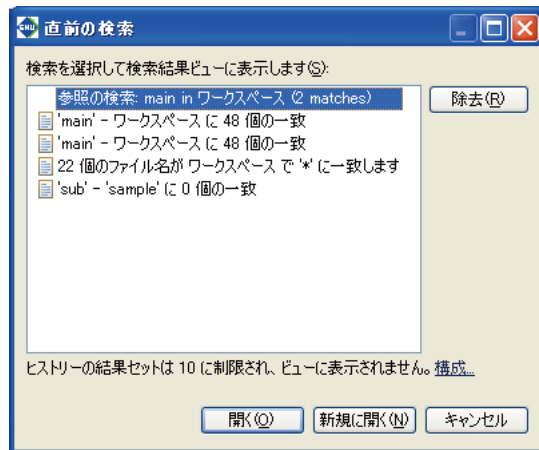 GNU 直前の検索
検索を選択して検索結果ビューに表示します(S):
参照の検索: main in ワークスペース (2 matches)
除去(R)
'main' - ワークスペース に 48 個の一致
'main' - ワークスペース に 48 個の一致
22 個のファイル名が ワークスペース で '*' に一致します
'sub' - 'sample' に 0 個の一致
ヒストリーの結果セットは 10 に制限され、ビューに表示されません。構成...
開く(O) 新規に開く(N) キャンセル